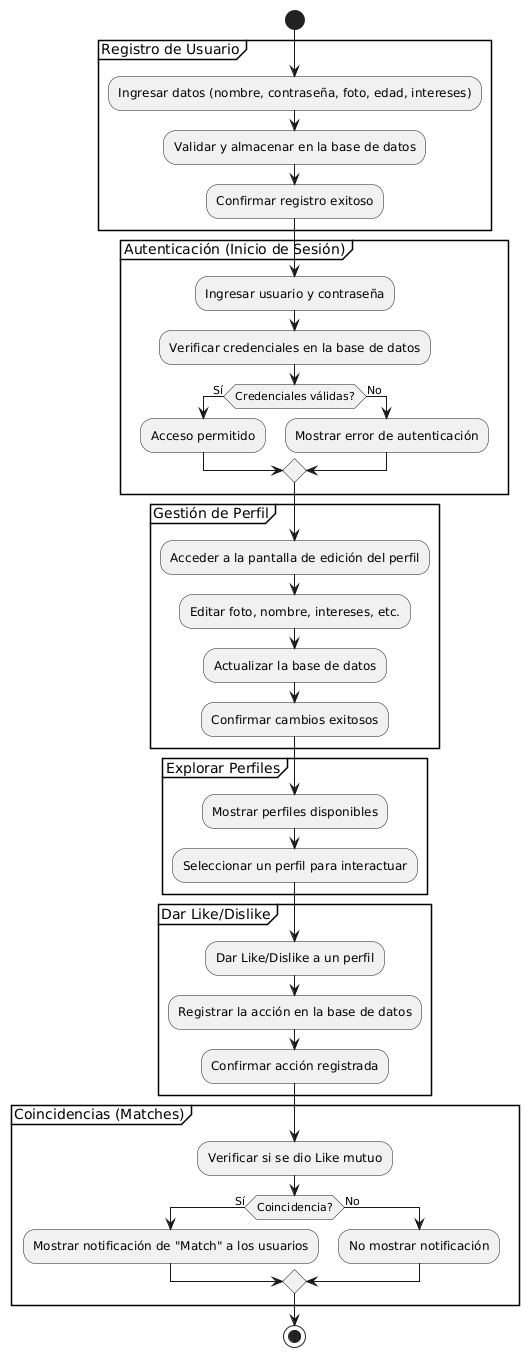 Registro de Usuario
Ingresar datos (nombre, contraseña, foto, edad, intereses)
Validar y almacenar en la base de datos
Confirmar registro exitoso
Autenticación (Inicio de Sesión)
Ingresar usuario y contraseña
Verificar credenciales en la base de datos
Sí
Credenciales válidas?
No
Acceso permitido
Mostrar error de autenticación
Gestión de Perfil
Acceder a la pantalla de edición del perfil
Editar foto, nombre, intereses, etc.
Actualizar la base de datos
Confirmar cambios exitosos
Explorar Perfiles
Mostrar perfiles disponibles
Seleccionar un perfil para interactuar
Dar Like/Dislike
Dar Like/Dislike a un perfil
Registrar la acción en la base de datos
Confirmar acción registrada
Coincidencias (Matches)
Verificar si se dio Like mutuo
Sí
Coincidencia?
No
Mostrar notificación de "Match" a los usuarios
No mostrar notificación